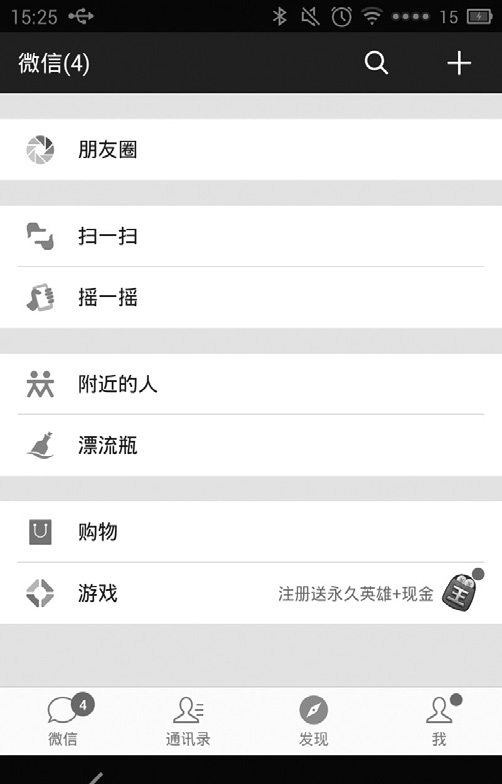 15:25 15
微信(4)
朋友圈
扫一扫
摇一摇
附近的人
漂流瓶
购物
游戏 注册送永久英雄+现金 王
4
微信 通讯录 发现 我